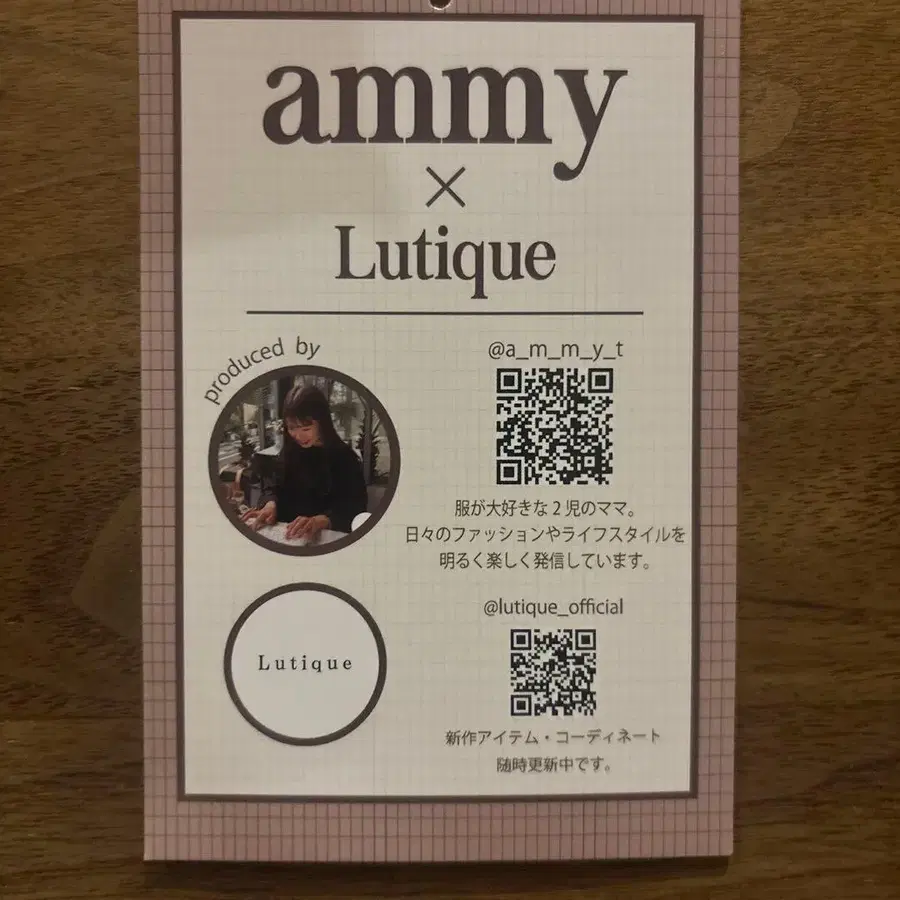 ammy
×
Lutique
produced by
@a_m_m_y_t
服が大好きな2児のママ。
日々のファッションやライフスタイルを
明るく楽しく発信しています。
@lutique_official
Lutique
新作アイテム・コーディネート
随時更新中です。